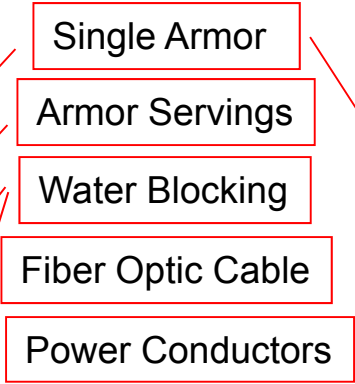 Single Armor
Armor Servings
Water Blocking
Fiber Optic Cable
Power Conductors